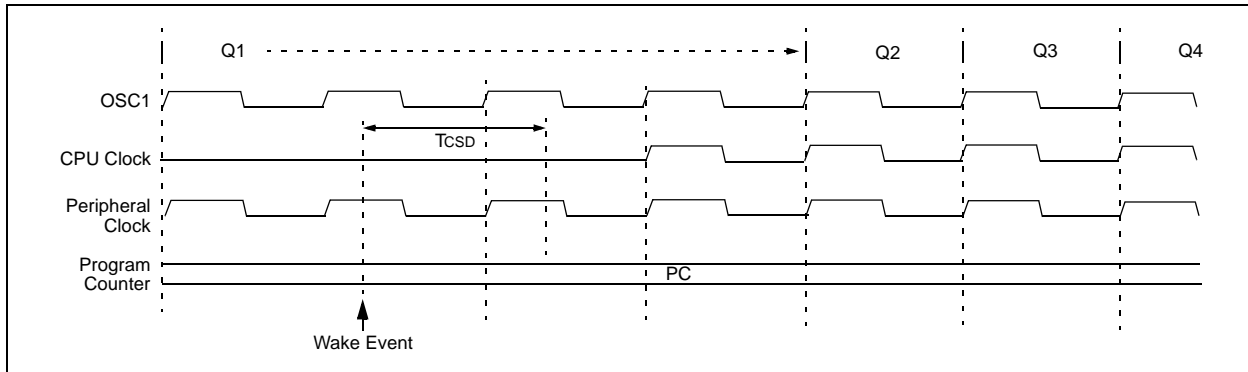 Q1 Q2 Q3 Q4
OSC1
TCSD
CPU Clock
Peripheral
Clock
Program
Counter
PC
Wake Event